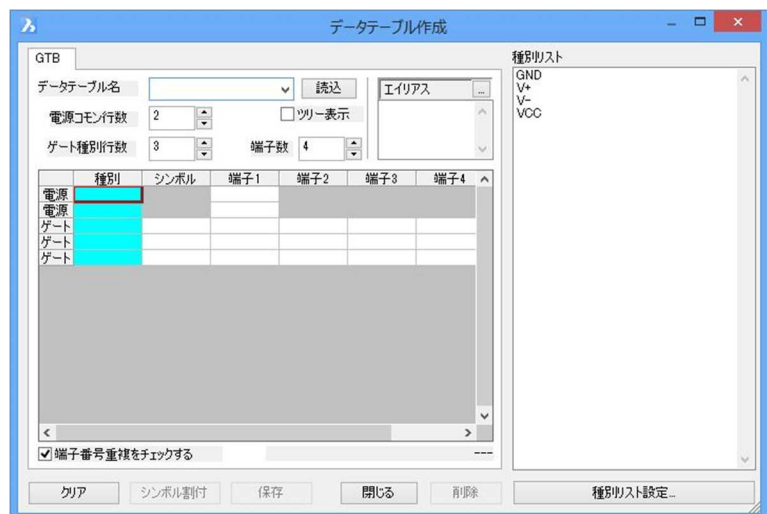 データテーブル作成
GTB
データテーブル名
読込
エイリアス
...
電源コモン行数
2
ツリー表示
ゲート種別行数
3
端子数
4
種別 シンボル 端子1 端子2 端子3 端子4
電源
電源
ゲート
ゲート
ゲート
端子番号重複をチェックする
---
クリア シンボル割付 保存 閉じる 削除
種別リスト
GND
V+
V-
VCC
種別リスト設定...